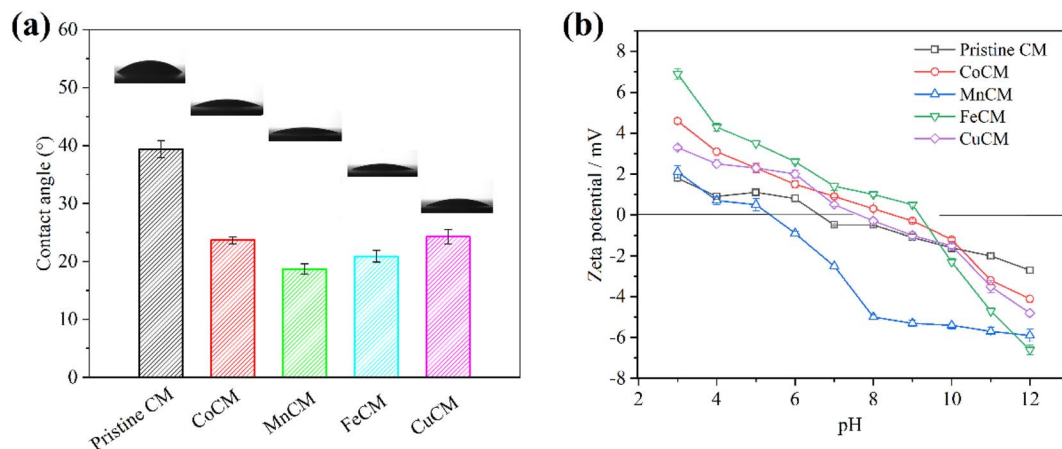 (a)
60
50
40
30
20
10
0
Contact angle (°)
Pristine CM
CoCM
MnCM
FeCM
CuCM
(b)
8
6
4
2
0
-2
-4
-6
-8
Zeta potential / mV
Pristine CM
CoCM
MnCM
FeCM
CuCM
2 4 6 8 10 12
pH